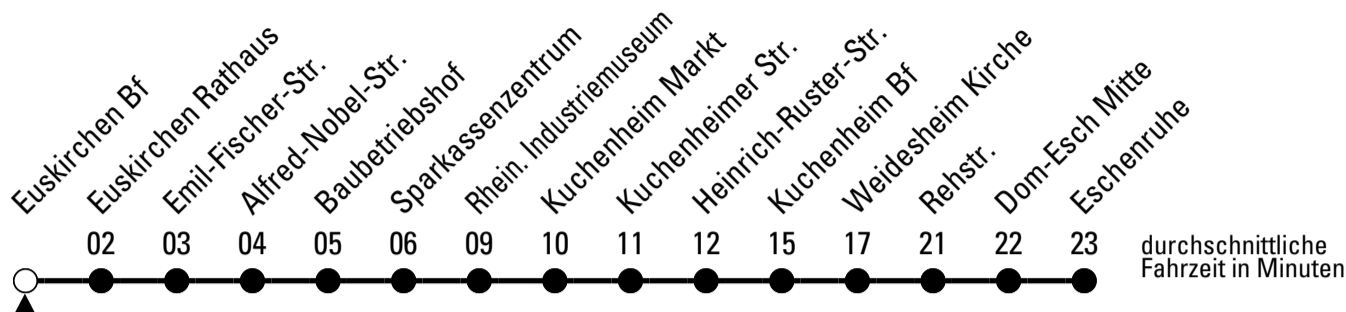 Euskirchen Bf
Euskirchen Rathaus
Emil-Fischer-Str.
Alfred-Nobel-Str.
Baubetriebshof
Sparkassenzentrum
Rhein. Industriemuseum
Kuchenheim Markt
Kuchenheimer Str.
Heinrich-Ruster-Str.
Kuchenheim Bf
Weidesheim Kirche
Rehstr.
Dom-Esch Mitte
Eschenruhe
02 03 04 05 06 09 10 11 12 15 17 21 22 23
durchschnittliche
Fahrzeit in Minuten